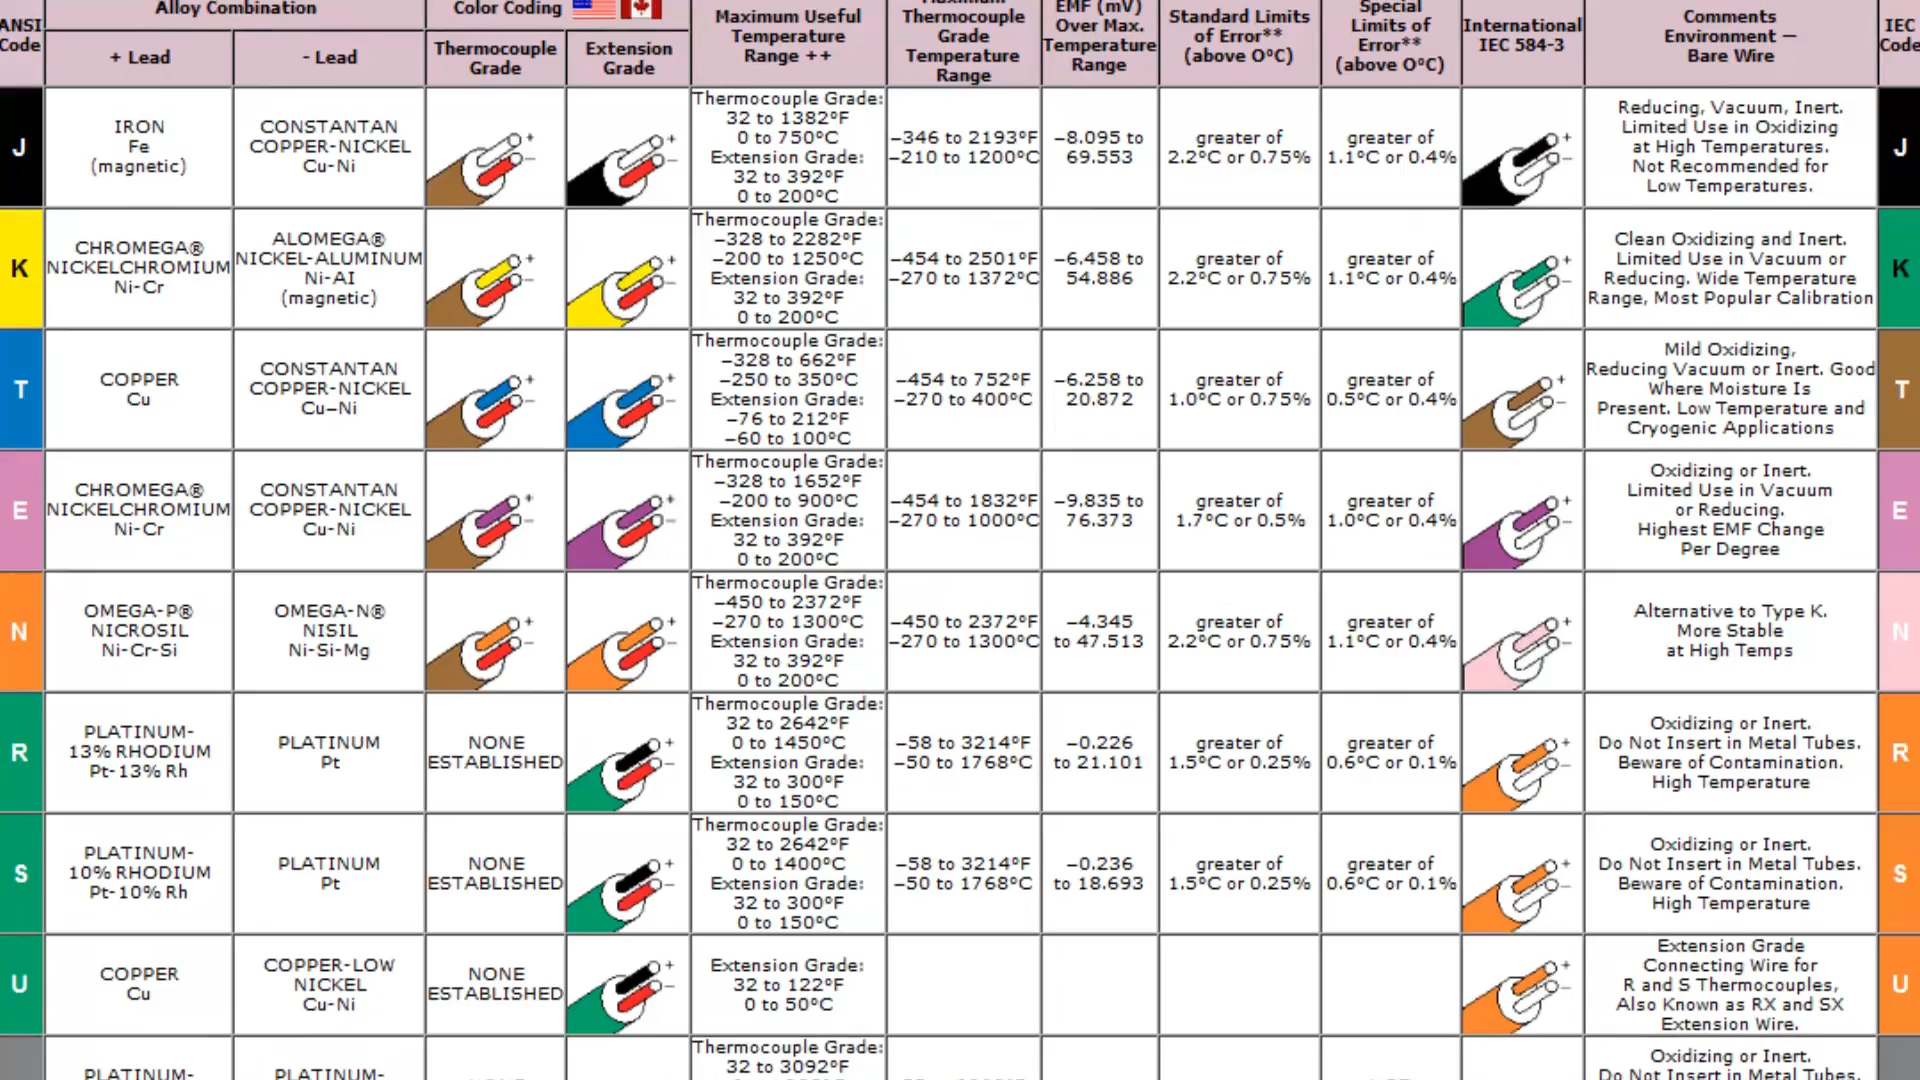 ANSI
Code
Alloy Combination
+ Lead
- Lead
Color Coding
Thermocouple
Grade
Extension
Grade
Maximum Useful
Temperature
Range ++
Maximum
Thermocouple
Grade
Temperature
Range
EMF (mV)
Over Max.
Temperature
Range
Standard Limits
of Error**
(above O°C)
Special
Limits of
Error**
(above O°C)
International
IEC 584-3
Comments
Environment —
Bare Wire
IEC
Code
J
IRON
Fe
(magnetic)
CONSTANTAN
COPPER-NICKEL
Cu-Ni
+
−
+
−
Thermocouple Grade:
32 to 1382°F
0 to 750°C
Extension Grade:
32 to 392°F
0 to 200°C
−346 to 2193°F
−210 to 1200°C
−8.095 to
69.553
greater of
2.2°C or 0.75%
greater of
1.1°C or 0.4%
+
−
Reducing, Vacuum, Inert.
Limited Use in Oxidizing
at High Temperatures.
Not Recommended for
Low Temperatures.
J
K
CHROMEGA®
NICKELCHROMIUM
Ni-Cr
ALOMEGA®
NICKEL-ALUMINUM
Ni-AI
(magnetic)
+
−
+
−
Thermocouple Grade:
−328 to 2282°F
−200 to 1250°C
Extension Grade:
32 to 392°F
0 to 200°C
−454 to 2501°F
−270 to 1372°C
−6.458 to
54.886
greater of
2.2°C or 0.75%
greater of
1.1°C or 0.4%
+
−
Clean Oxidizing and Inert.
Limited Use in Vacuum or
Reducing. Wide Temperature
Range, Most Popular Calibration
K
T
COPPER
Cu
CONSTANTAN
COPPER-NICKEL
Cu−Ni
+
−
+
−
Thermocouple Grade:
−328 to 662°F
−250 to 350°C
Extension Grade:
−76 to 212°F
−60 to 100°C
−454 to 752°F
−270 to 400°C
−6.258 to
20.872
greater of
1.0°C or 0.75%
greater of
0.5°C or 0.4%
+
−
Mild Oxidizing,
Reducing Vacuum or Inert. Good
Where Moisture Is
Present. Low Temperature and
Cryogenic Applications
T
E
CHROMEGA®
NICKELCHROMIUM
Ni-Cr
CONSTANTAN
COPPER-NICKEL
Cu-Ni
+
−
+
−
Thermocouple Grade:
−328 to 1652°F
−200 to 900°C
Extension Grade:
32 to 392°F
0 to 200°C
−454 to 1832°F
−270 to 1000°C
−9.835 to
76.373
greater of
1.7°C or 0.5%
greater of
1.0°C or 0.4%
+
−
Oxidizing or Inert.
Limited Use in Vacuum
or Reducing.
Highest EMF Change
Per Degree
E
N
OMEGA-P®
NICROSIL
Ni-Cr-Si
OMEGA-N®
NISIL
Ni-Si-Mg
+
−
+
−
Thermocouple Grade:
−450 to 2372°F
−270 to 1300°C
Extension Grade:
32 to 392°F
0 to 200°C
−450 to 2372°F
−270 to 1300°C
−4.345
to 47.513
greater of
2.2°C or 0.75%
greater of
1.1°C or 0.4%
+
−
Alternative to Type K.
More Stable
at High Temps
N
R
PLATINUM-
13% RHODIUM
Pt-13% Rh
PLATINUM
Pt
NONE
ESTABLISHED
+
−
Thermocouple Grade:
32 to 2642°F
0 to 1450°C
Extension Grade:
32 to 300°F
0 to 150°C
−58 to 3214°F
−50 to 1768°C
−0.226
to 21.101
greater of
1.5°C or 0.25%
greater of
0.6°C or 0.1%
+
−
Oxidizing or Inert.
Do Not Insert in Metal Tubes.
Beware of Contamination.
High Temperature
R
S
PLATINUM-
10% RHODIUM
Pt-10% Rh
PLATINUM
Pt
NONE
ESTABLISHED
+
−
Thermocouple Grade:
32 to 2642°F
0 to 1400°C
Extension Grade:
32 to 300°F
0 to 150°C
−58 to 3214°F
−50 to 1768°C
−0.236
to 18.693
greater of
1.5°C or 0.25%
greater of
0.6°C or 0.1%
+
−
Oxidizing or Inert.
Do Not Insert in Metal Tubes.
Beware of Contamination.
High Temperature
S
U
COPPER
Cu
COPPER-LOW
NICKEL
Cu-Ni
NONE
ESTABLISHED
+
−
Extension Grade:
32 to 122°F
0 to 50°C
+
−
Extension Grade
Connecting Wire for
R and S Thermocouples,
Also Known as RX and SX
Extension Wire.
U
PLATINUM-
PLATINUM-
Thermocouple Grade:
32 to 3092°F
Oxidizing or Inert.
Do Not Insert in Metal Tubes.